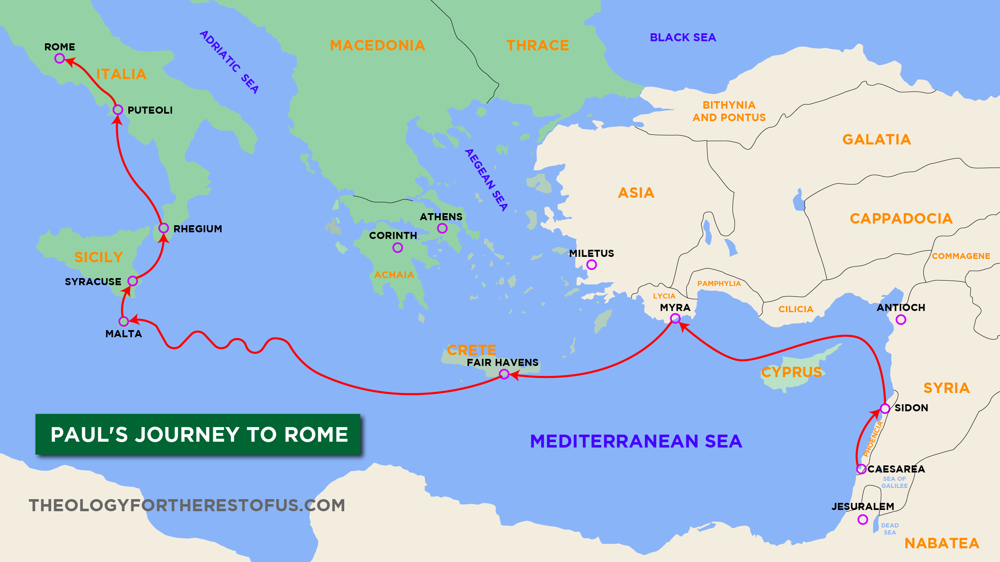 BLACK SEA
ADRIATIC SEA
MACEDONIA
THRACE
ROME
ITALIA
PUTEOLI
BITHYNIA
AND PONTUS
GALATIA
AEGEAN SEA
ASIA
CAPPADOCIA
ATHENS
CORINTH
RHEGIUM
SICILY
MILETUS
COMMAGENE
ACHAIA
SYRACUSE
PAMPHYLIA
LYCIA
MYRA
CILICIA
ANTIOCH
MALTA
CRETE
FAIR HAVENS
CYPRUS
SYRIA
SIDON
PAUL'S JOURNEY TO ROME
MEDITERRANEAN SEA
PHOENCIA
CAESAREA
SEA OF
GALILEE
THEOLOGYFORTHERESTOFUS.COM
JESURALEM
DEAD
SEA
NABATEA